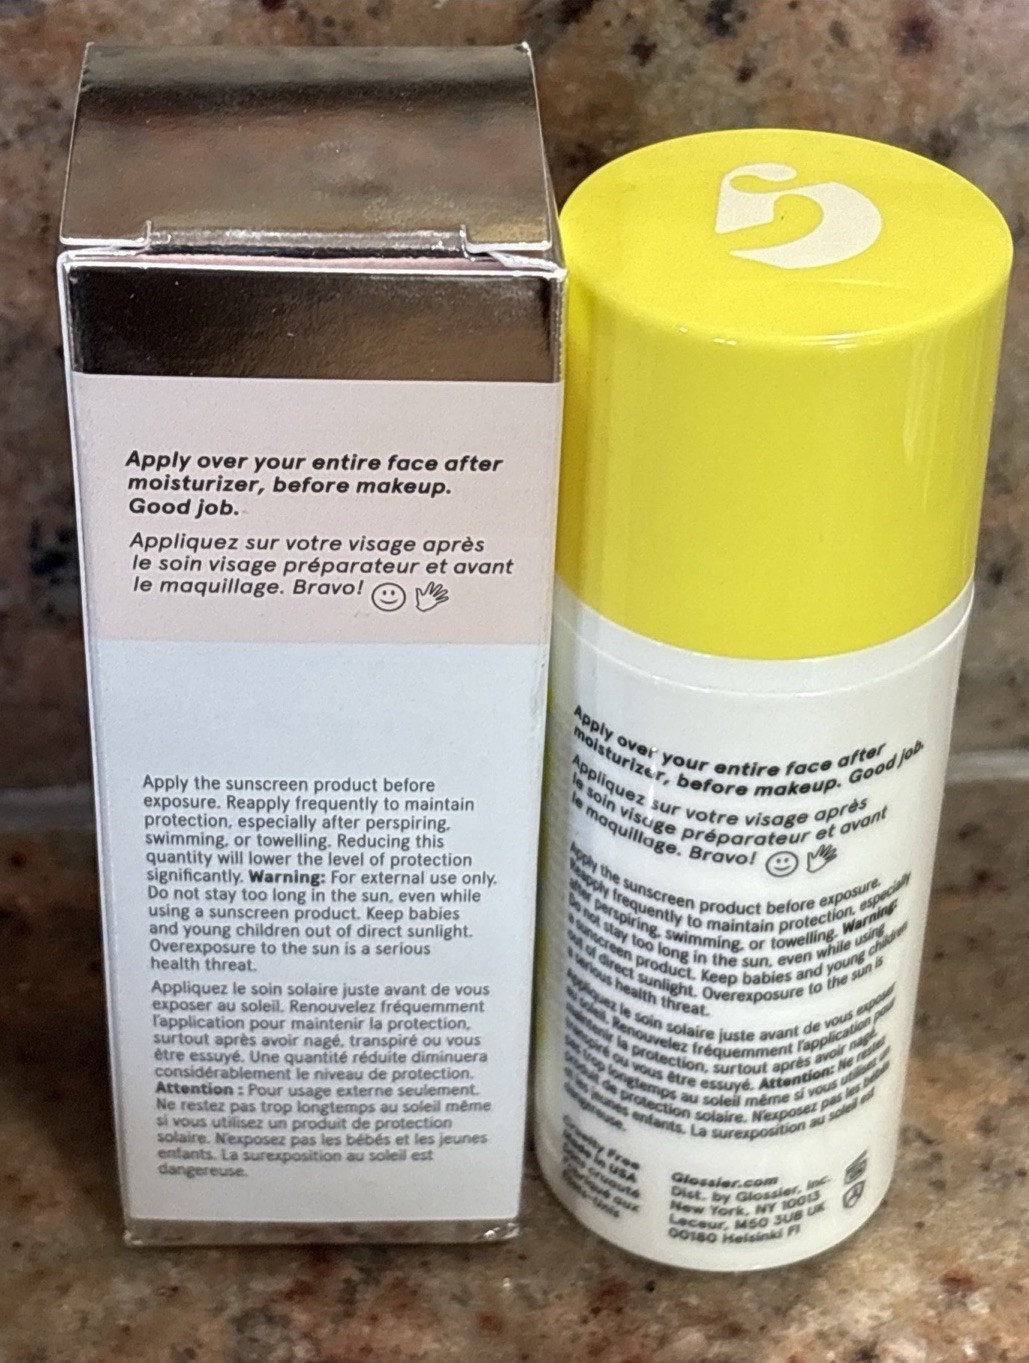 Apply over your entire face after
moisturizer, before makeup.
Good job.
Appliquez sur votre visage après
le soin visage préparateur et avant
le maquillage. Bravo!
Apply the sunscreen product before
exposure. Reapply frequently to maintain
protection, especially after perspiring,
swimming, or towelling. Reducing this
quantity will lower the level of protection
significantly. Warning: For external use only.
Do not stay too long in the sun, even while
using a sunscreen product. Keep babies
and young children out of direct sunlight.
Overexposure to the sun is a serious
health threat.
Appliquez le soin solaire juste avant de vous
exposer au soleil. Renouvelez fréquemment
l'application pour maintenir la protection,
surtout après avoir nagé, transpiré ou vous
être essuyé. Une quantité réduite diminuera
considérablement le niveau de protection.
Attention : Pour usage externe seulement.
Ne restez pas trop longtemps au soleil même
si vous utilisez un produit de protection
solaire. N'exposez pas les bébés et les jeunes
enfants. La surexposition au soleil est
dangereuse.
Apply over your entire face after
moisturizer, before makeup. Good job.
Appliquez sur votre visage après
le soin visage préparateur et avant
le maquillage. Bravo!
Apply the sunscreen product before exposure.
Reapply frequently to maintain protection, especially
after perspiring, swimming, or towelling. Warning:
Do not stay too long in the sun, even while using
a sunscreen product. Keep babies and young children
out of direct sunlight. Overexposure to the sun is
a serious health threat.
Appliquez le soin solaire juste avant de vous exposer
au soleil. Renouvelez fréquemment l'application pour
maintenir la protection, surtout après avoir nagé,
transpiré ou vous être essuyé. Attention: Ne restez
pas trop longtemps au soleil même si vous utilisez un
produit de protection solaire. N'exposez pas les bébés
et les jeunes enfants. La surexposition au soleil est
dangereuse.
Cruelty Free
Made in USA
Sans cruauté
Fabriqué aux
États-Unis
Glossier.com
Dist. by Glossier, Inc.
New York, NY 10013
Leceur, M50 3UB UK
00180 Helsinki FI